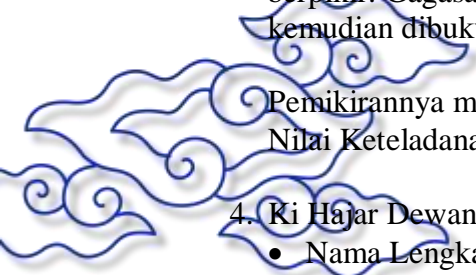 kemudian dibuk
Pemikirannya m
Nilai Keteladana
4. Ki Hajar Dewan
• Nama Lengka